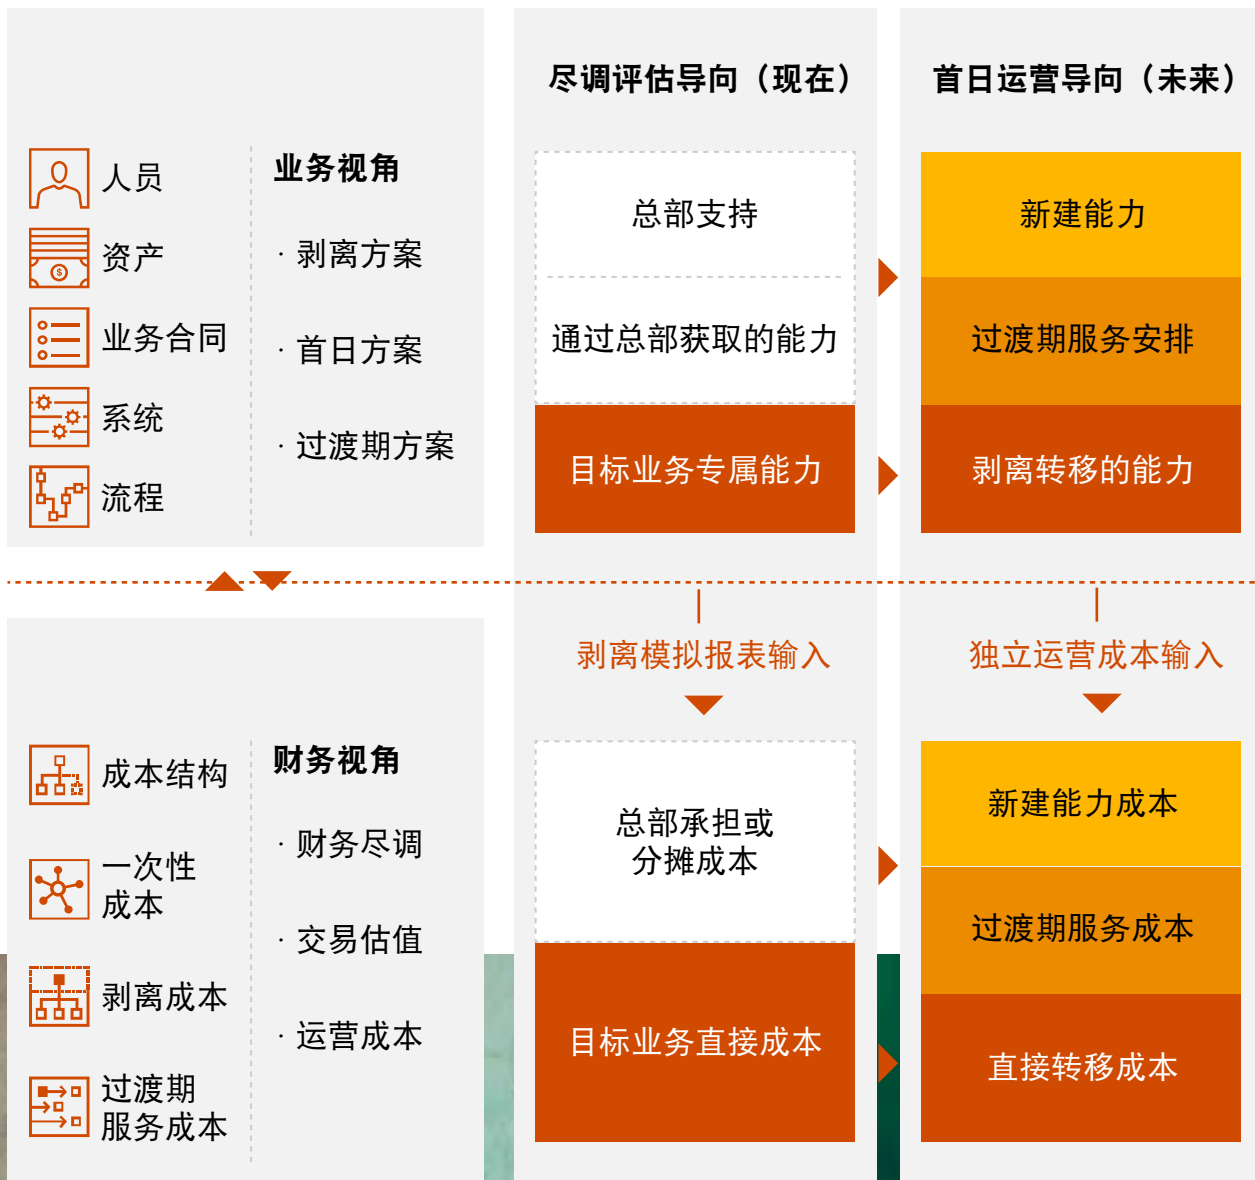 尽调评估导向（现在）
首日运营导向（未来）
人员
资产
业务合同
系统
流程
业务视角
· 剥离方案
· 首日方案
· 过渡期方案
总部支持
通过总部获取的能力
目标业务专属能力
新建能力
过渡期服务安排
剥离转移的能力
剥离模拟报表输入
独立运营成本输入
成本结构
一次性
成本
剥离成本
过渡期
服务成本
财务视角
· 财务尽调
· 交易估值
· 运营成本
总部承担或
分摊成本
目标业务直接成本
新建能力成本
过渡期服务成本
直接转移成本